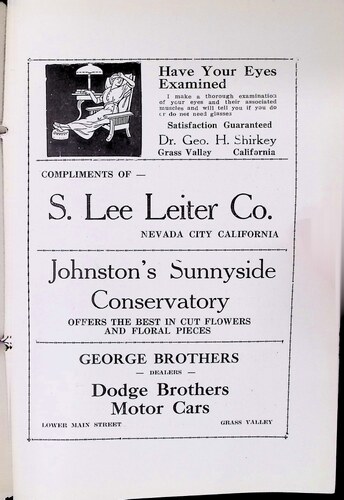 Have Your Eyes
Examined
I make a thorough examination
of your eyes and their associated
muscles and will tell you if you do
or do not need glasses
Satisfaction Guaranteed
Dr. Geo. H. Shirkey
Grass Valley California
COMPLIMENTS OF —
S. Lee Leiter Co.
NEVADA CITY CALIFORNIA
Johnston's Sunnyside
Conservatory
OFFERS THE BEST IN CUT FLOWERS
AND FLORAL PIECES
GEORGE BROTHERS
— DEALERS —
Dodge Brothers
Motor Cars
LOWER MAIN STREET GRASS VALLEY